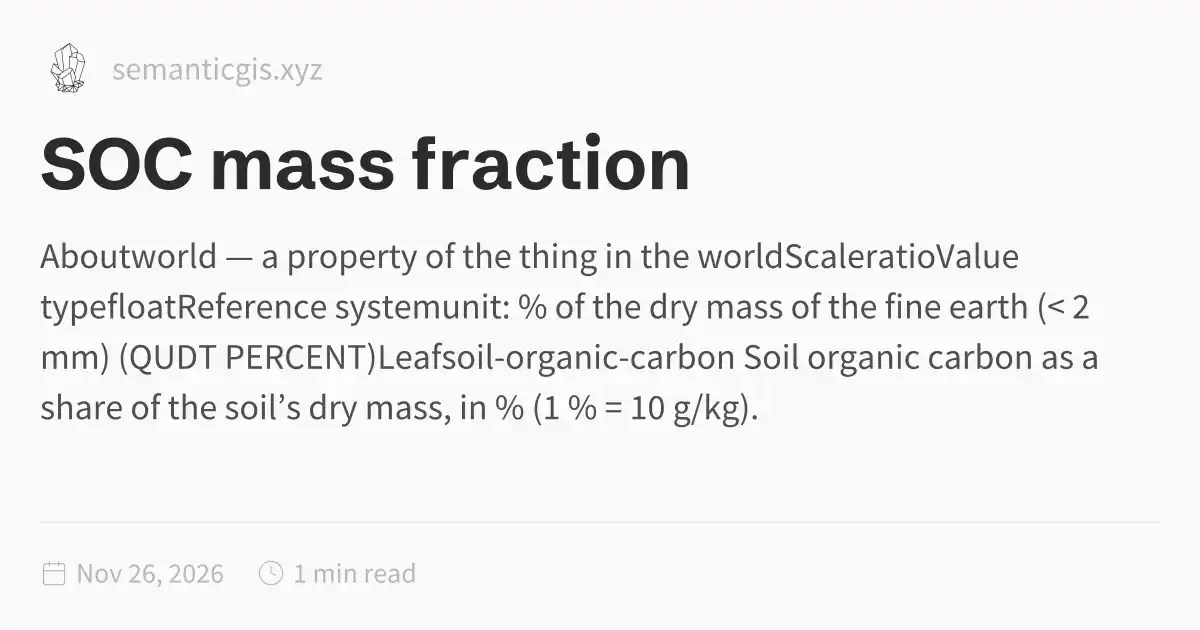 semanticgis.xyz
SOC mass fraction
Aboutworld — a property of the thing in the worldScaleratioValue
typefloatReference systemunit: % of the dry mass of the fine earth (< 2
mm) (QUDT PERCENT)Leafsoil-organic-carbon Soil organic carbon as a
share of the soil’s dry mass, in % (1 % = 10 g/kg).
Nov 26, 2026 1 min read